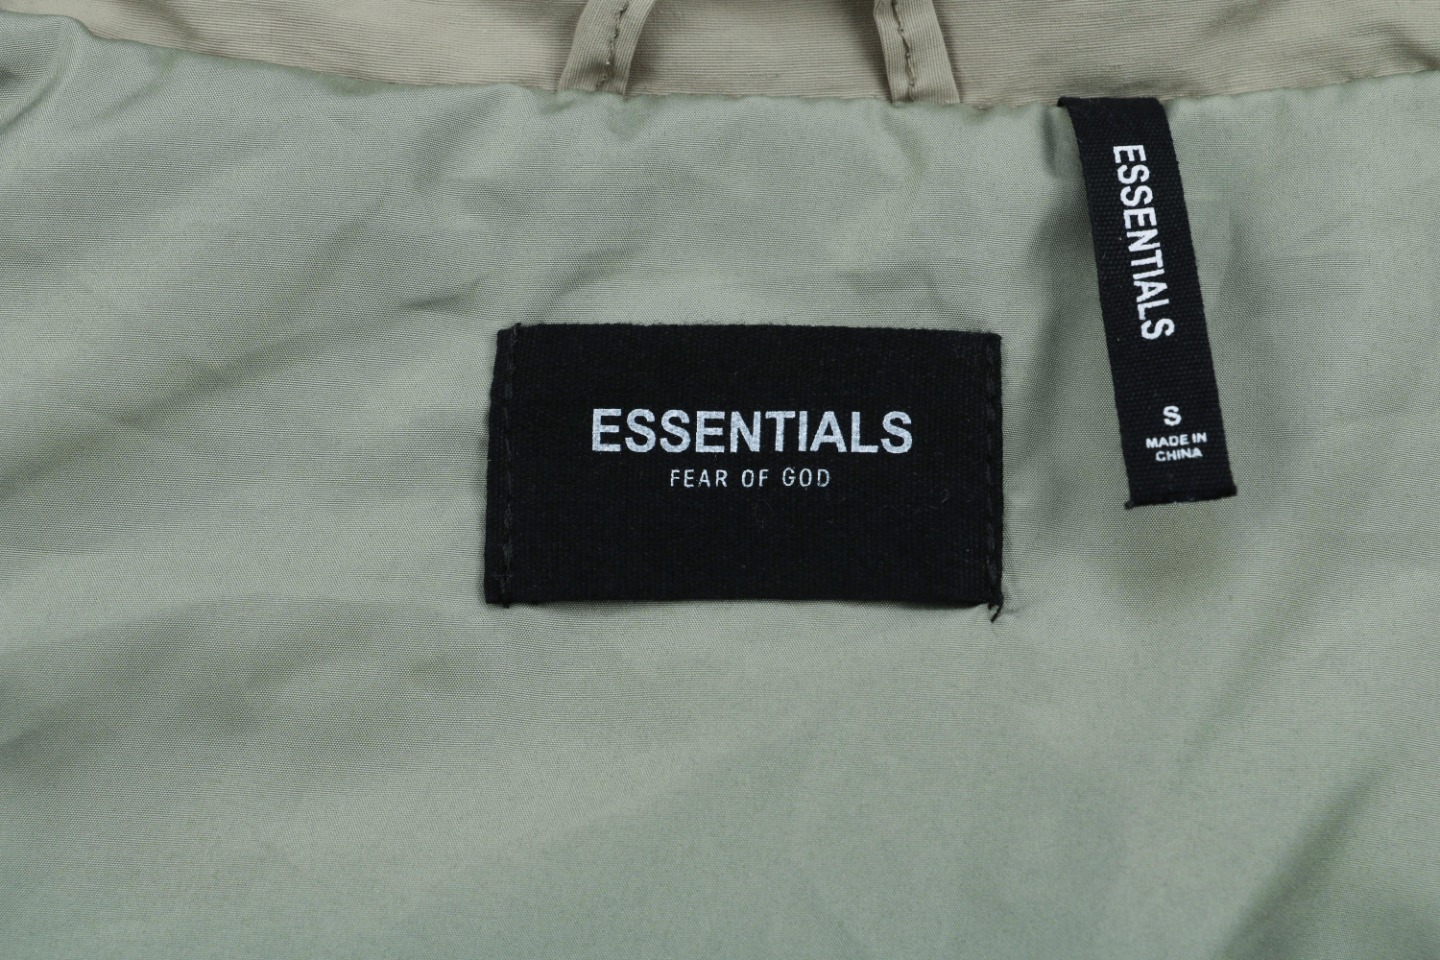 ESSENTIALS
FEAR OF GOD
ESSENTIALS
S
MADE IN
CHINA